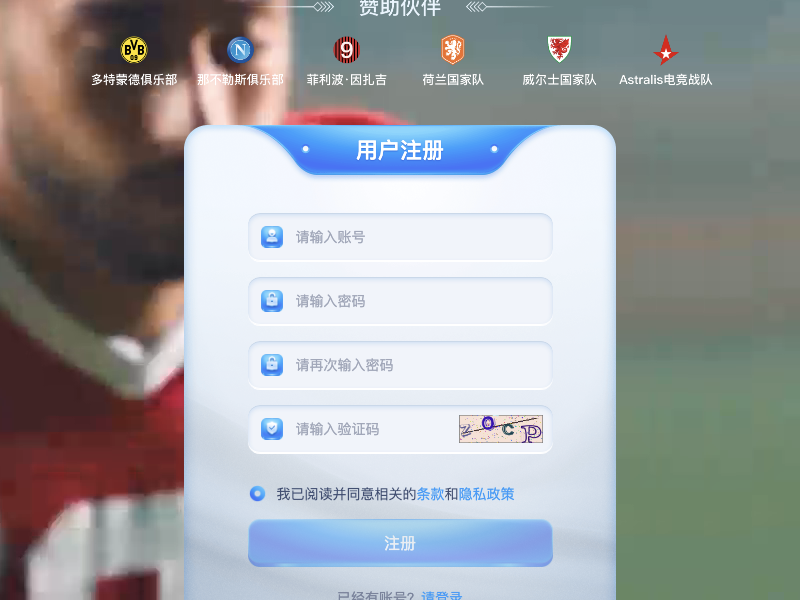 赞助伙伴
多特蒙德俱乐部 那不勒斯俱乐部 菲利波·因扎吉 荷兰国家队 威尔士国家队 Astralis电竞战队
用户注册
请输入账号
请输入密码
请再次输入密码
请输入验证码 ZOCP
我已阅读并同意相关的条款和隐私政策
注册
已经有账号? 请登录